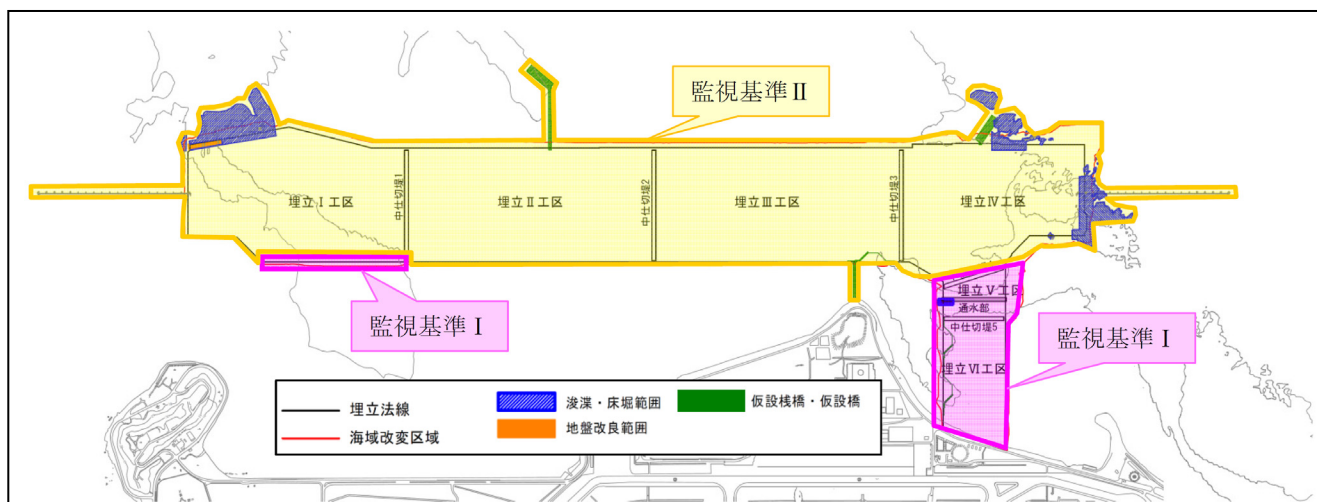 監視基準Ⅱ
埋立Ⅰ工区
中仕切堤1
埋立Ⅱ工区
中仕切堤2
埋立Ⅲ工区
中仕切堤3
埋立Ⅳ工区
監視基準Ⅰ
埋立Ⅴ工区
通水部
中仕切堤5
埋立Ⅵ工区
監視基準Ⅰ
埋立法線
浚渫・床堀範囲
仮設桟橋・仮設橋
海域改変区域
地盤改良範囲